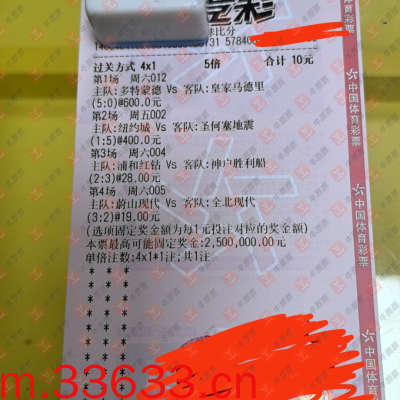 竞彩
比分
过关方式 4x1 5倍 合计 10元
第1场 周六012
主队:多特蒙德 Vs 客队:皇家马德里
(5:0)@600.0元
第2场 周五002
主队:纽约城 Vs 客队:圣何塞地震
(1:5)@400.0元
第3场 周六004
主队:浦和红钻 Vs 客队:神户胜利船
(2:3)@28.00元
第4场 周六005
主队:蔚山现代 Vs 客队:全北现代
(3:2)@19.00元
(选项固定奖金额为每1元投注对应的奖金额)
本票最高可能固定奖金:2,500,000.00元
单倍注数:4x1*1注;共1注
* * *
* * *
* * *
* * *
* * *
* * *
* * *
中国体育彩票
中国体育彩票
中国体育彩票
m.33633.cn